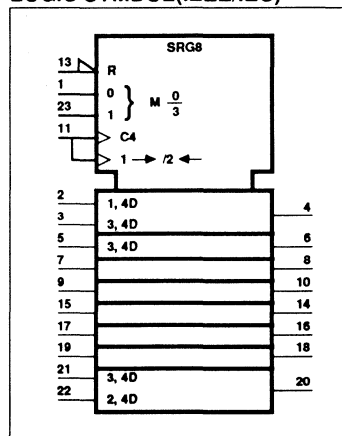 LOGIC SYMBOL(IEEE/IEC)
SRG8
13 R
1 0 } M 0/3
23 1
11 C4
1 → /2 ←
2 1, 4D 4
3 3, 4D
5 3, 4D 6
7 8
9 10
15 14
17 16
19 18
21 3, 4D 20
22 2, 4D